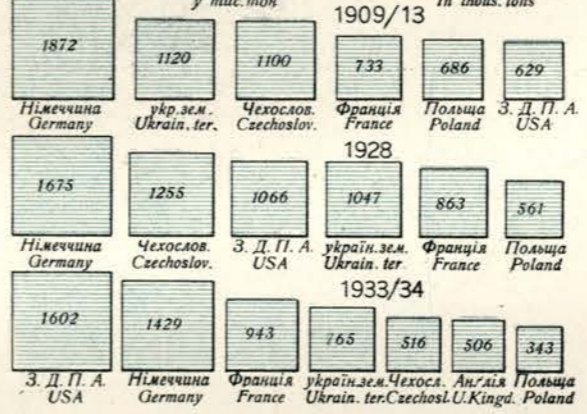 у тис. тон In thous. tons
1909/13
1872 1120 1100 733 686 629
Німеччина укр. зем. Чехослов. Франція Польща З. Д. П. А.
Germany Ukrain. ter. Czechoslov. France Poland USA
1928
1675 1255 1066 1047 863 561
Німеччина Чехослов. З. Д. П. А. україн. зем. Франція Польща
Germany Czechoslov. USA Ukrain. ter France Poland
1933/34
1602 1429 943 765 516 506 343
З. Д. П. А. Німеччина Франція україн. зем. Чехосл. Анґлія Польща
USA Germany France Ukrain. ter. Czechosl. U. Kingd. Poland